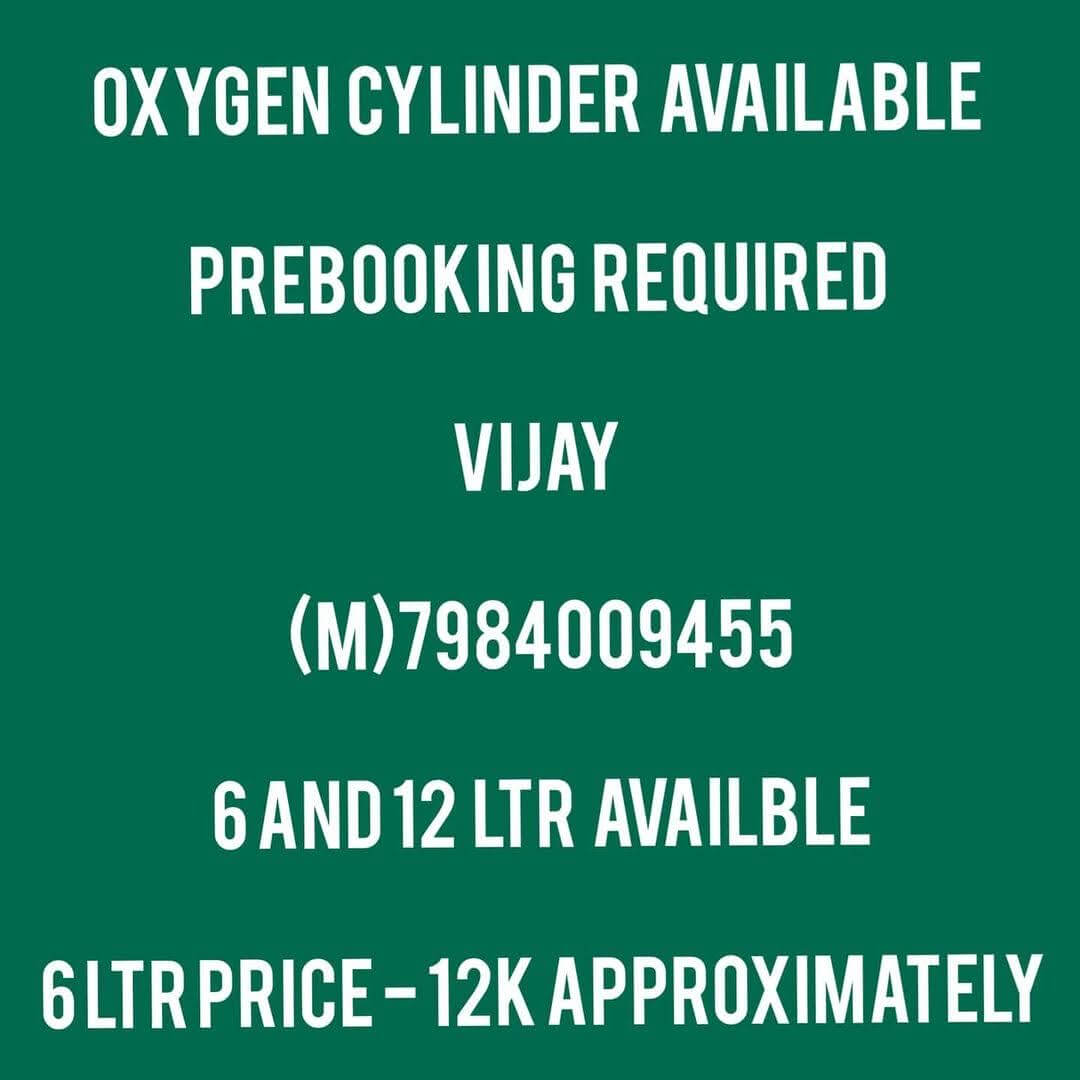 OXYGEN CYLINDER AVAILABLE
PREBOOKING REQUIRED
VIJAY
(M)7984009455
6 AND 12 LTR AVAILBLE
6 LTR PRICE - 12K APPROXIMATELY